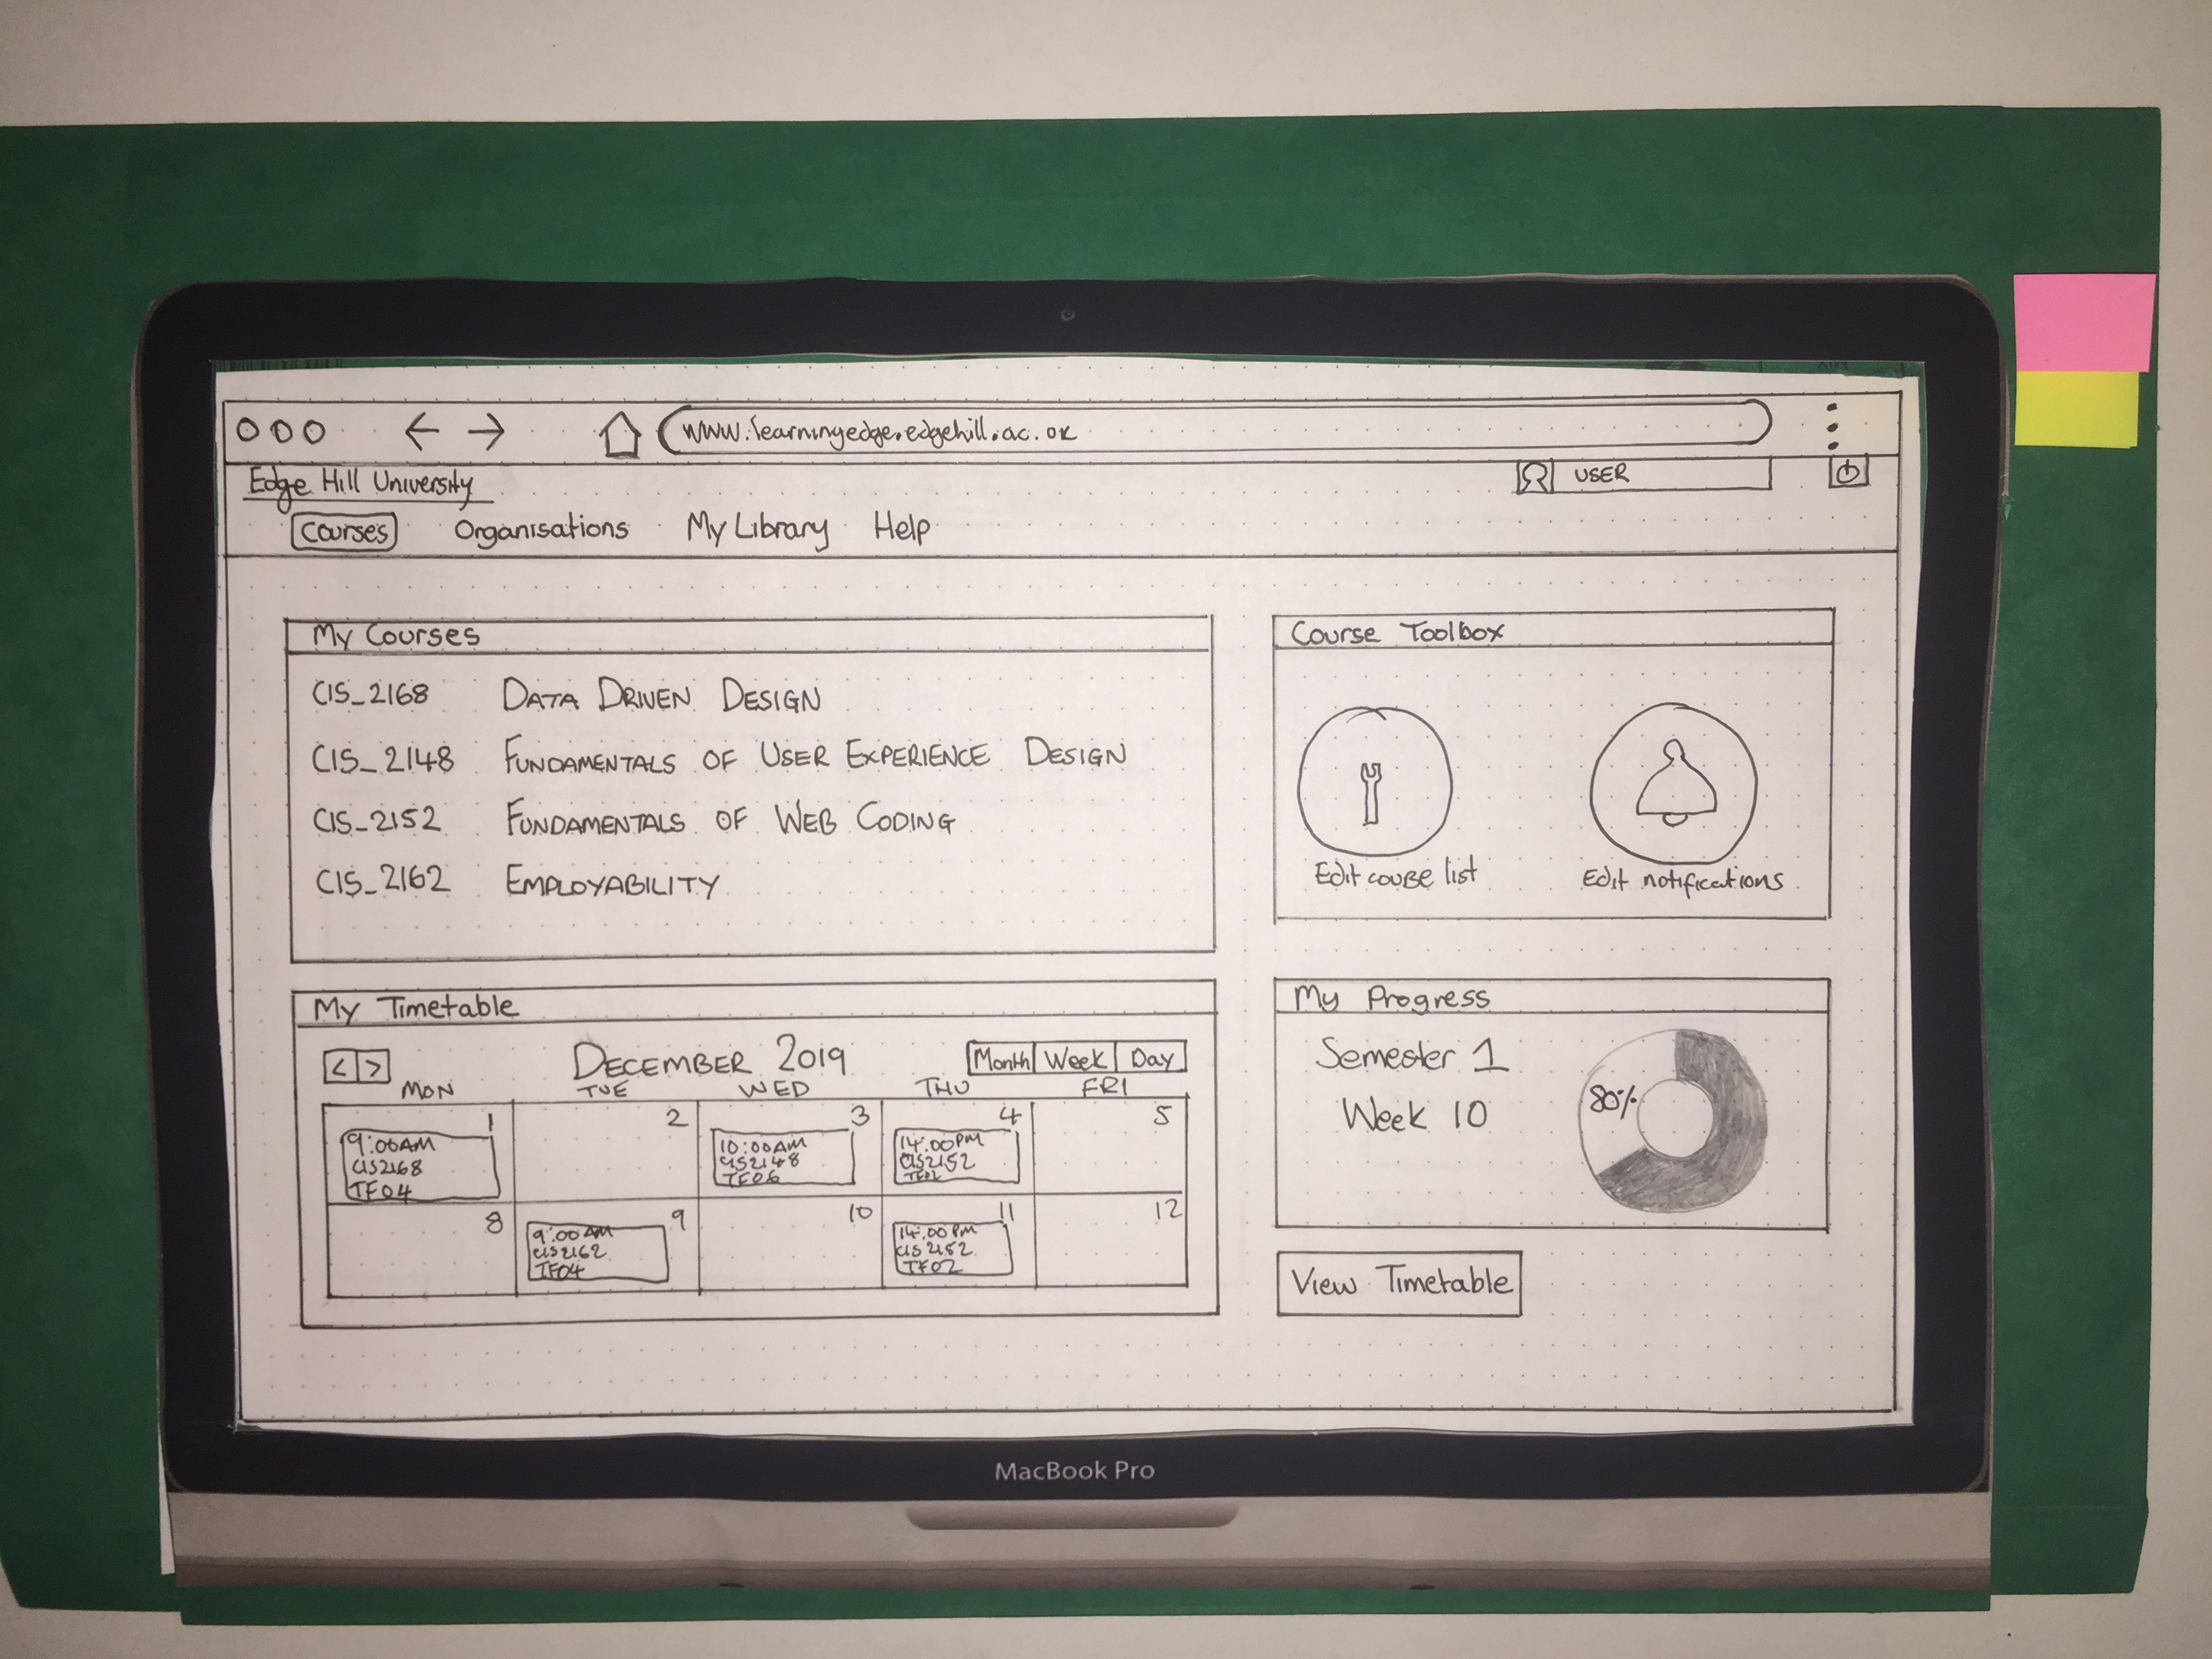 www.learningedge.edgehill.ac.uk
Edge Hill University
USER
Courses Organisations My Library Help
My Courses
CIS_2168 DATA DRIVEN DESIGN
CIS_2148 FUNDAMENTALS OF USER EXPERIENCE DESIGN
CIS_2152 FUNDAMENTALS OF WEB CODING
CIS_2162 EMPLOYABILITY
Course Toolbox
Edit course list
Edit notifications
My Timetable
< > DECEMBER 2019 Month Week Day
MON TUE WED THU FRI
1 2 3 4 5
9:00AM
CIS2168
TF04
10:00AM
CIS2148
TF06
14:00PM
CIS2152
TF02
8 9 10 11 12
9:00AM
CIS2162
TF04
14:00PM
CIS2152
TF02
My Progress
Semester 1
Week 10
80%
View Timetable
MacBook Pro